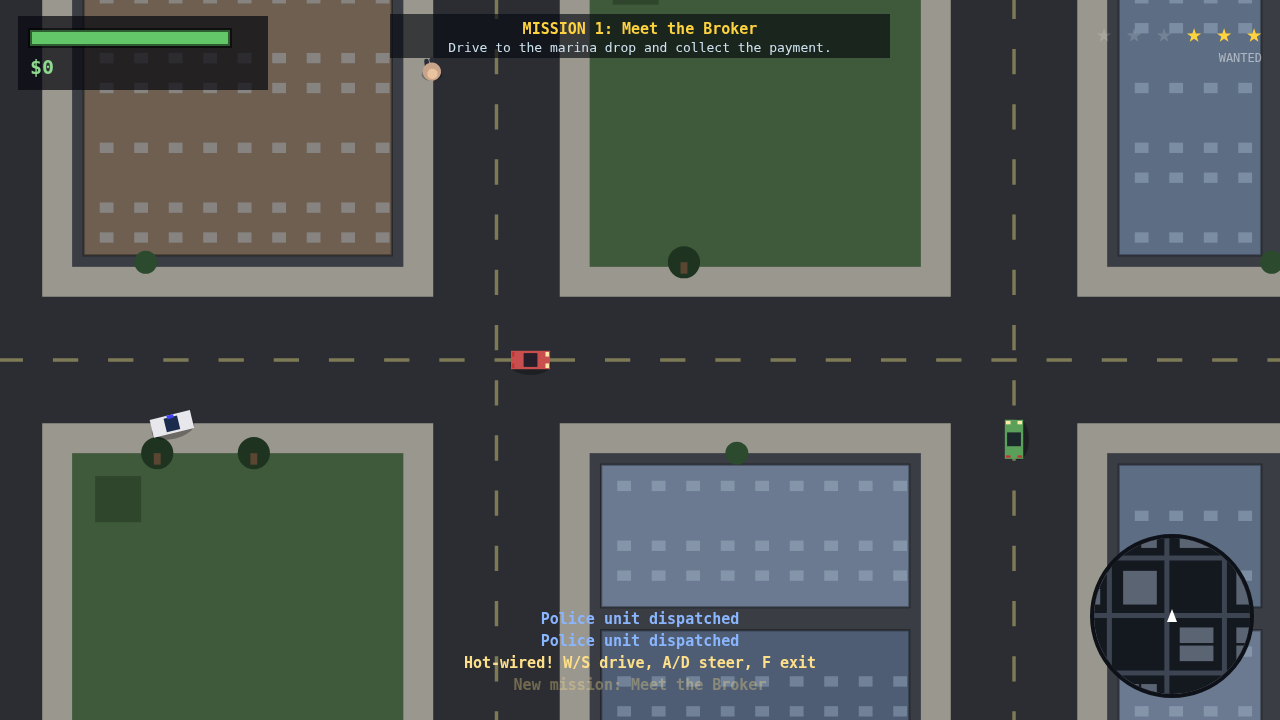 MISSION 1: Meet the Broker
Drive to the marina drop and collect the payment.
$0
WANTED
Police unit dispatched
Police unit dispatched
Hot-wired! W/S drive, A/D steer, F exit
New mission: Meet the Broker